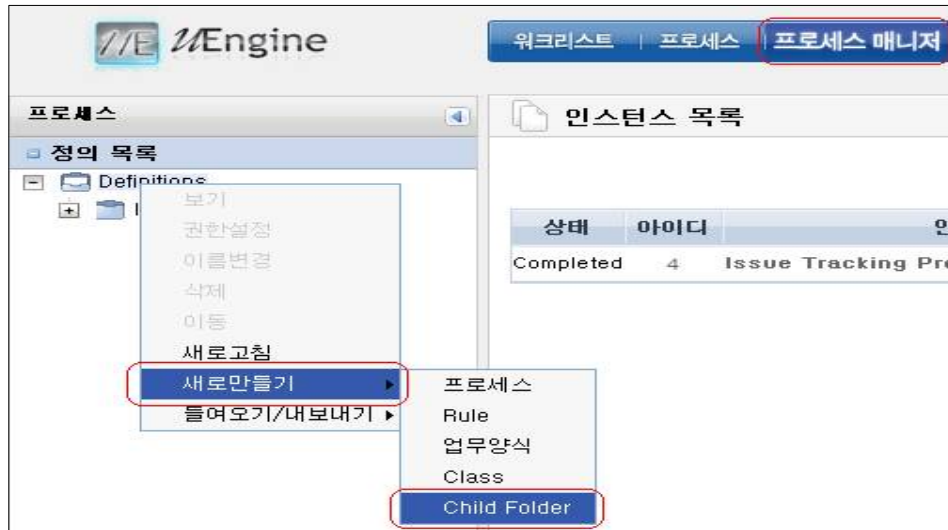 UE uEngine
워크리스트 | 프로세스 | 프로세스 매니저
프로세스
인스턴스 목록
정의 목록
Definitions
보기
권한설정
이름변경
삭제
이동
새로고침
새로만들기
들여오기/내보내기
프로세스
Rule
업무양식
Class
Child Folder
상태 아이디
Completed 4 Issue Tracking